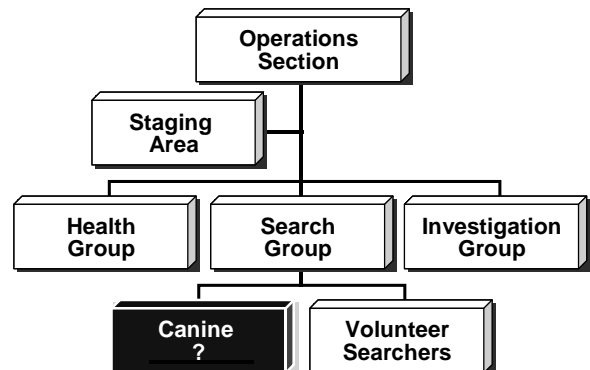 Operations
Section
Staging
Area
Health
Group
Search
Group
Investigation
Group
Canine
?
Volunteer
Searchers